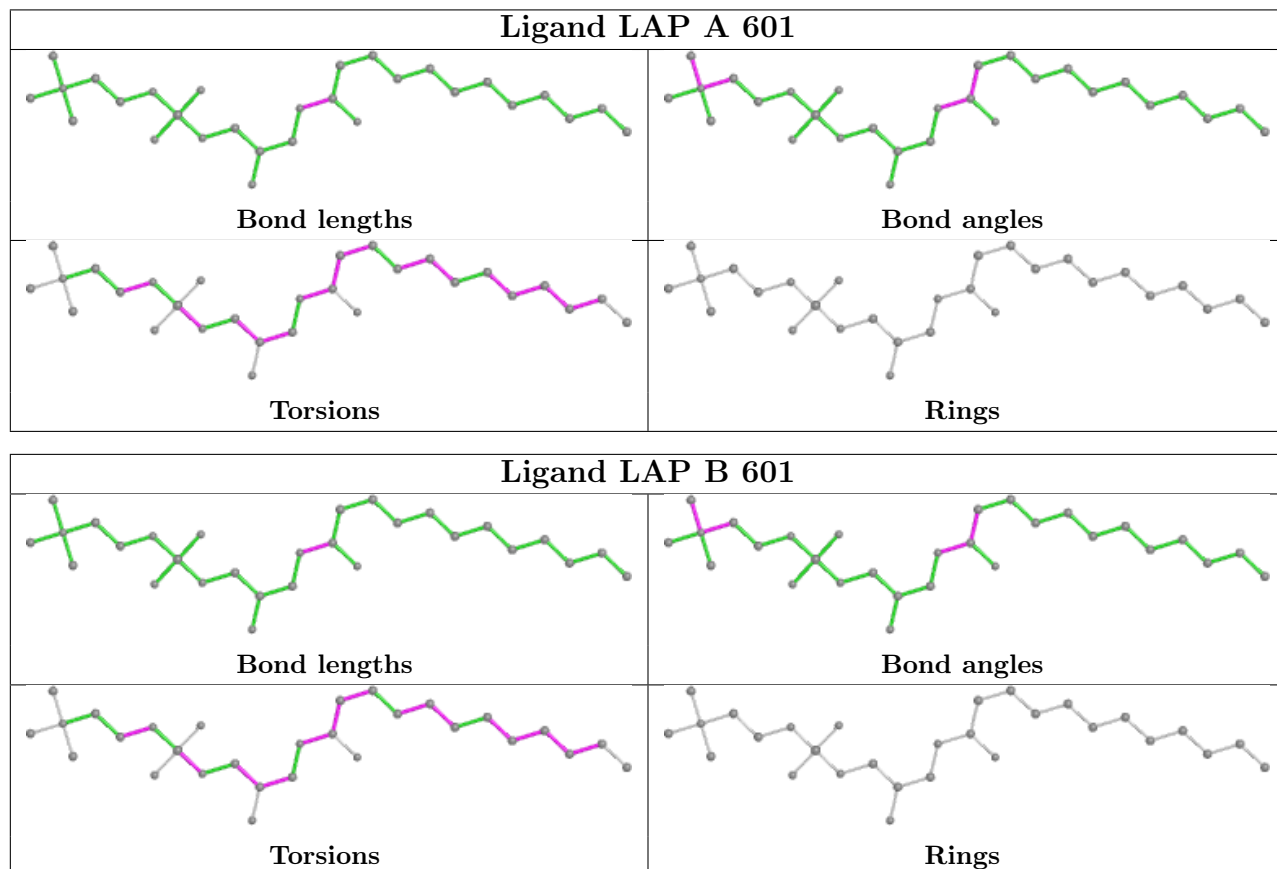 Ligand LAP A 601
Bond lengths
Bond angles
Torsions
Rings
Ligand LAP B 601
Bond lengths
Bond angles
Torsions
Rings